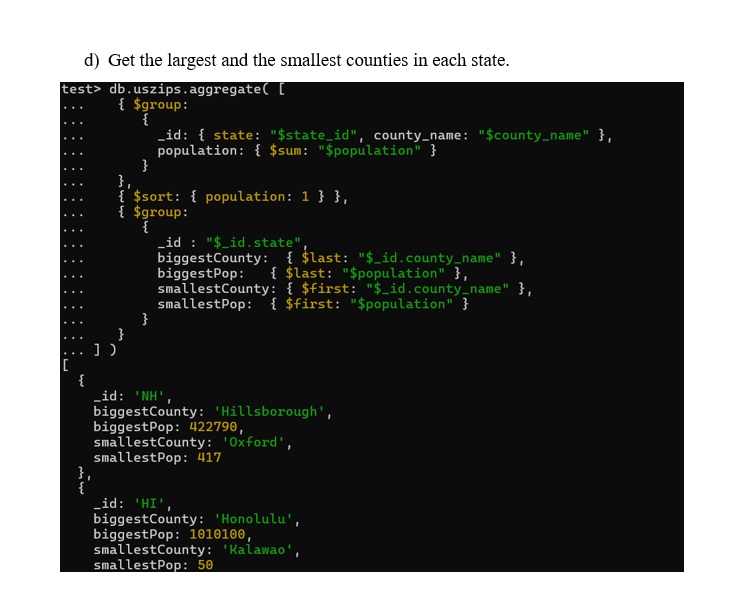 d) Get the largest and the smallest counties in each state.
test> db.uszips.aggregate( [
...     { $group:
...        {
...          _id: { state: "$state_id", county_name: "$county_name" },
...          population: { $sum: "$population" }
...        }
...     },
...     { $sort: { population: 1 } },
...     { $group:
...        {
...          _id : "$_id.state",
...          biggestCounty:  { $last: "$_id.county_name" },
...          biggestPop:   { $last: "$population" },
...          smallestCounty: { $first: "$_id.county_name" },
...          smallestPop:  { $first: "$population" }
...        }
...     }
... ] )
[
  {
    _id: 'NH',
    biggestCounty: 'Hillsborough',
    biggestPop: 422790,
    smallestCounty: 'Oxford',
    smallestPop: 417
  },
  {
    _id: 'HI',
    biggestCounty: 'Honolulu',
    biggestPop: 1010100,
    smallestCounty: 'Kalawao',
    smallestPop: 50